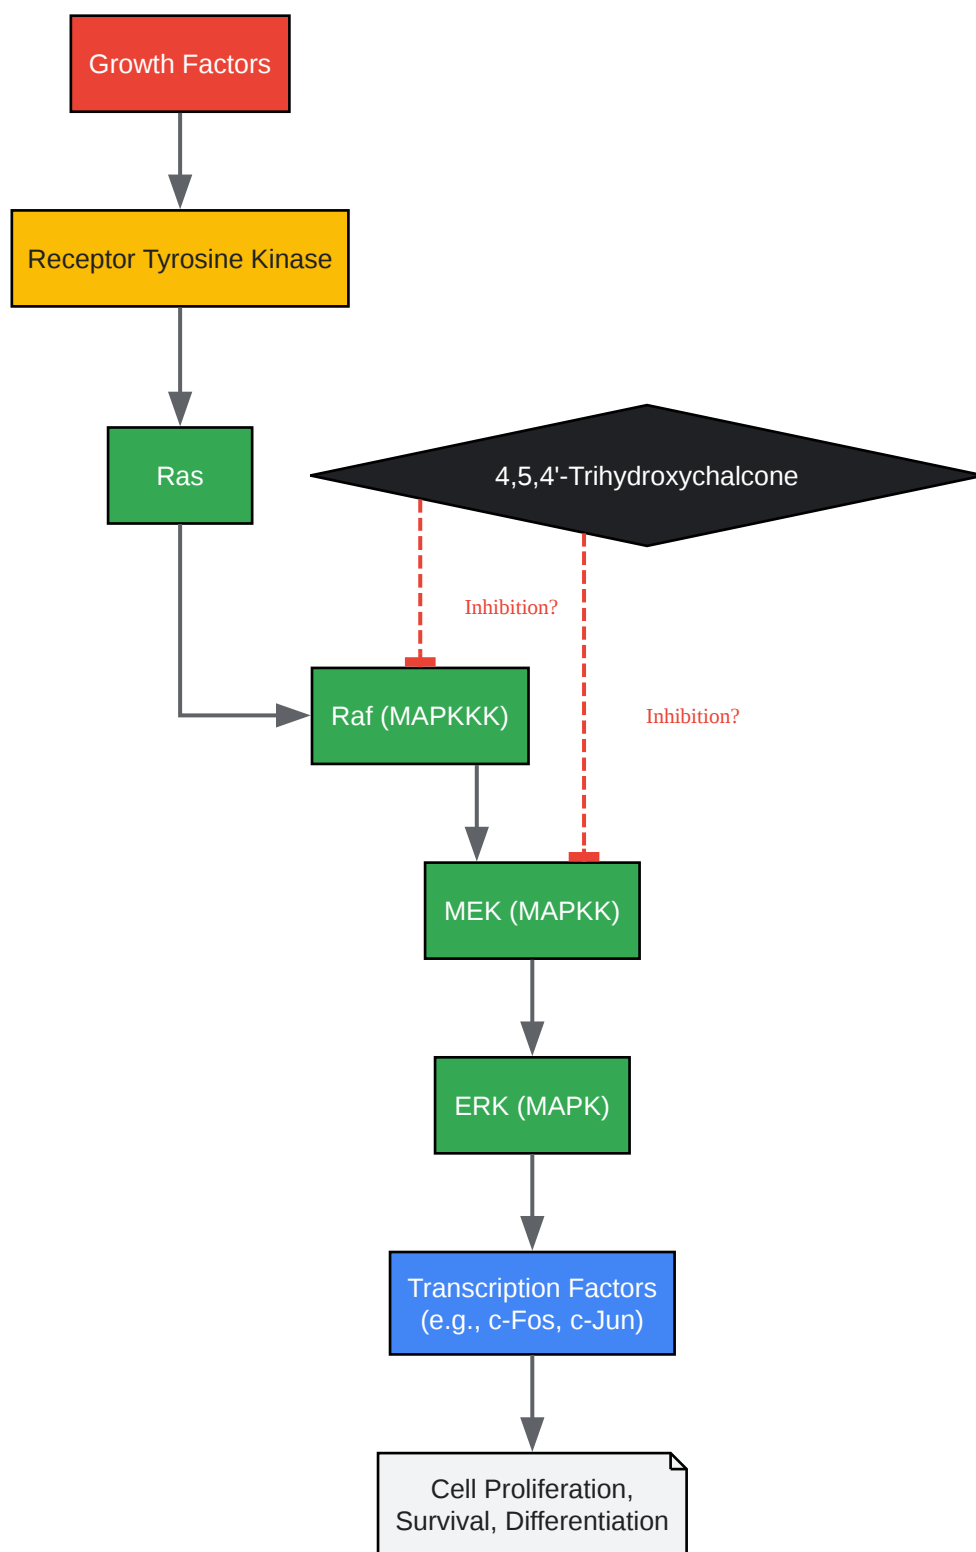 Growth Factors
Receptor Tyrosine Kinase
Ras
4,5,4'-Trihydroxychalcone
Inhibition?
Raf (MAPKKK)
Inhibition?
MEK (MAPKK)
ERK (MAPK)
Transcription Factors
(e.g., c-Fos, c-Jun)
Cell Proliferation,
Survival, Differentiation